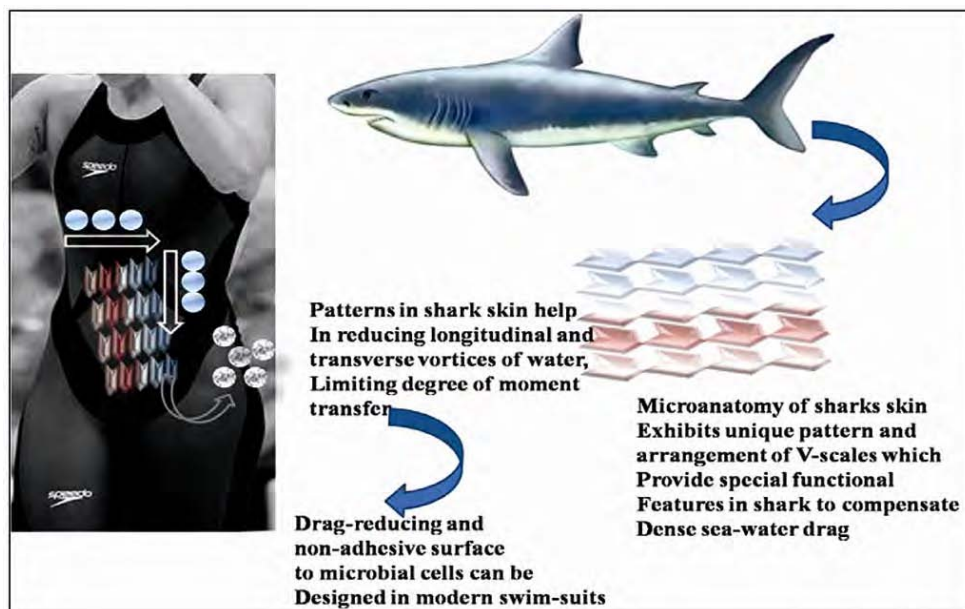 speedo
Patterns in shark skin help
In reducing longitudinal and
transverse vortices of water,
Limiting degree of moment
transfer
Microanatomy of sharks skin
Exhibits unique pattern and
arrangement of V-scales which
Provide special functional
Features in shark to compensate
Dense sea-water drag
Drag-reducing and
non-adhesive surface
to microbial cells can be
Designed in modern swim-suits
speedo